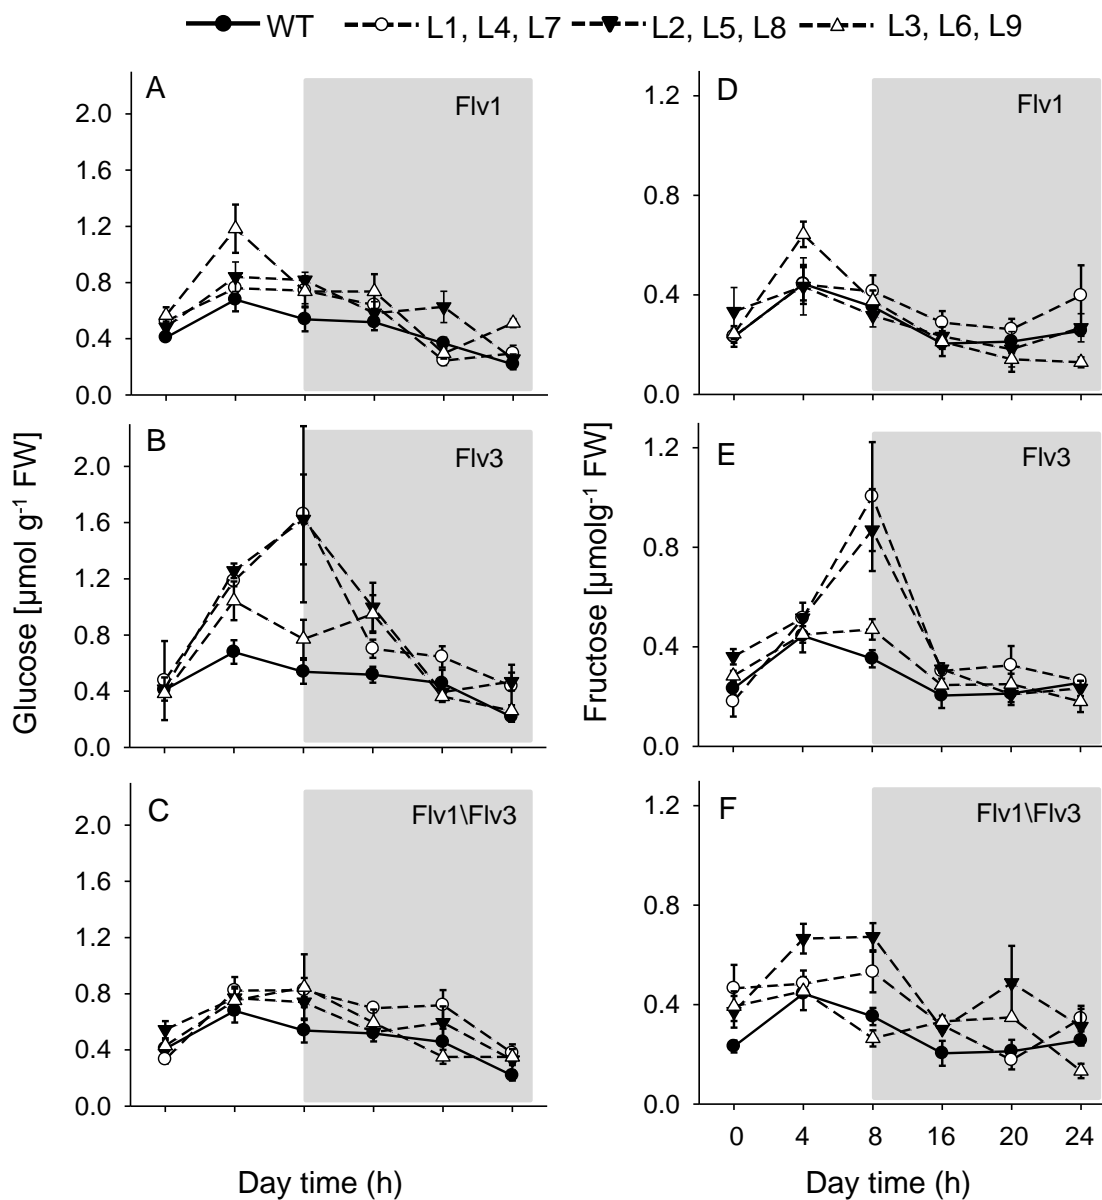 WT L1, L4, L7 L2, L5, L8 L3, L6, L9
A Flv1
2.0
1.6
1.2
0.8
0.4
0.0
D Flv1
1.2
0.8
0.4
0.0
B Flv3
2.0
1.6
1.2
0.8
0.4
0.0
E Flv3
1.2
0.8
0.4
0.0
C Flv1\Flv3
2.0
1.6
1.2
0.8
0.4
0.0
F Flv1\Flv3
1.2
0.8
0.4
0.0
Glucose [µmol g⁻¹ FW]
Fructose [µmolg⁻¹ FW]
0 4 8 16 20 24
Day time (h) Day time (h)